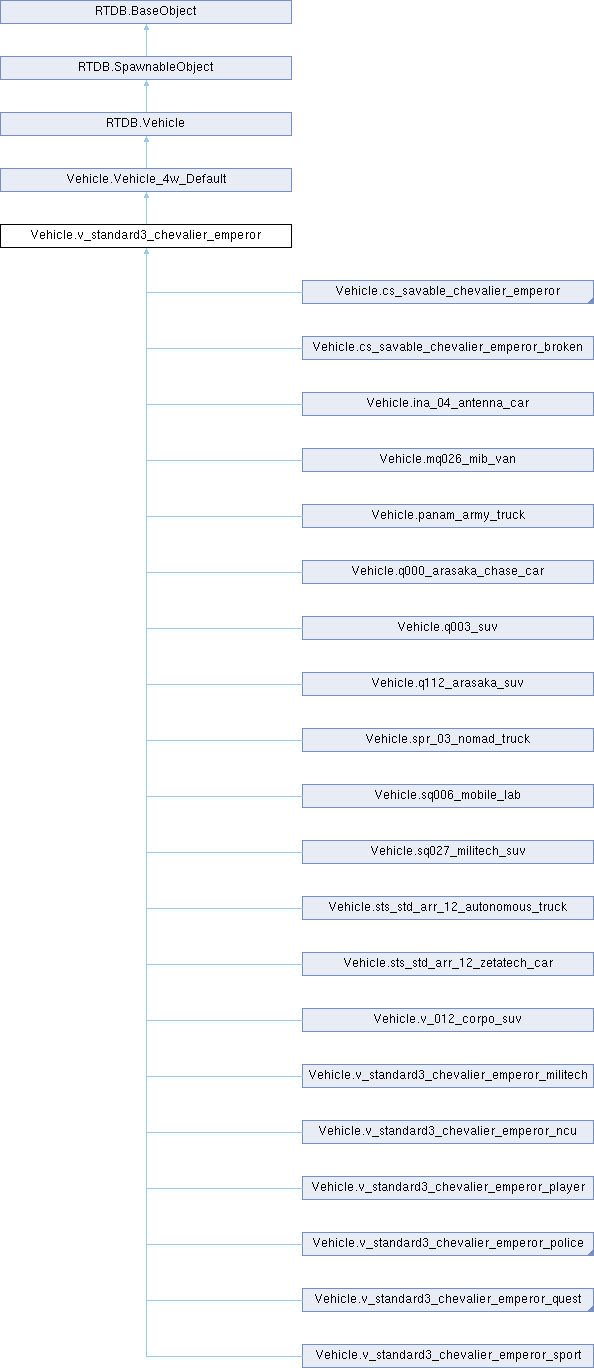 RTDB.BaseObject
RTDB.SpawnableObject
RTDB.Vehicle
Vehicle.Vehicle_4w_Default
Vehicle.v_standard3_chevalier_emperor
Vehicle.cs_savable_chevalier_emperor
Vehicle.cs_savable_chevalier_emperor_broken
Vehicle.ina_04_antenna_car
Vehicle.mq026_mib_van
Vehicle.panam_army_truck
Vehicle.q000_arasaka_chase_car
Vehicle.q003_suv
Vehicle.q112_arasaka_suv
Vehicle.spr_03_nomad_truck
Vehicle.sq006_mobile_lab
Vehicle.sq027_militech_suv
Vehicle.sts_std_arr_12_autonomous_truck
Vehicle.sts_std_arr_12_zetatech_car
Vehicle.v_012_corpo_suv
Vehicle.v_standard3_chevalier_emperor_militech
Vehicle.v_standard3_chevalier_emperor_ncu
Vehicle.v_standard3_chevalier_emperor_player
Vehicle.v_standard3_chevalier_emperor_police
Vehicle.v_standard3_chevalier_emperor_quest
Vehicle.v_standard3_chevalier_emperor_sport